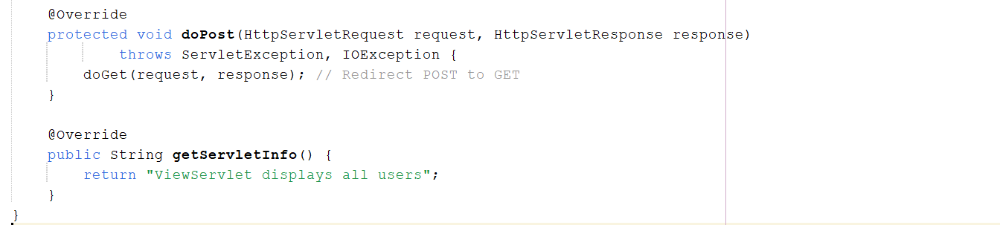 @Override
protected void doPost(HttpServletRequest request, HttpServletResponse response)
throws ServletException, IOException {
doGet(request, response); // Redirect POST to GET
}
@Override
public String getServletInfo() {
return "ViewServlet displays all users";
}
}